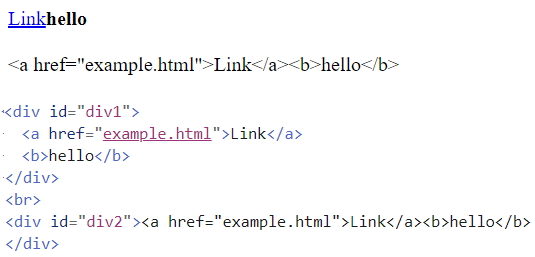 Linkhello
<a href="example.html">Link</a><b>hello</b>
<div id="div1">
<a href="example.html">Link</a>
<b>hello</b>
</div>
<br>
<div id="div2"><a href="example.html">Link</a><b>hello</b>
</div>